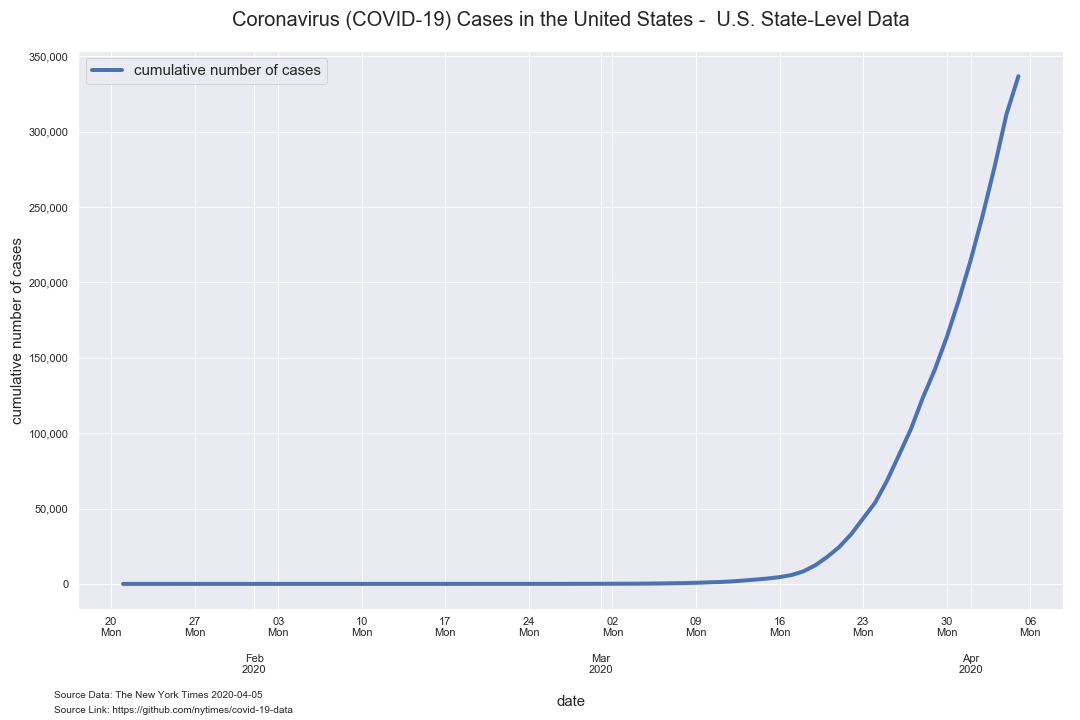 Coronavirus (COVID-19) Cases in the United States -  U.S. State-Level Data
cumulative number of cases
cumulative number of cases
350,000
300,000
250,000
200,000
150,000
100,000
50,000
0
20 27 03 10 17 24 02 09 16 23 30 06
Mon Mon Mon Mon Mon Mon Mon Mon Mon Mon Mon Mon
Feb Mar Apr
2020 2020 2020
date
Source Data: The New York Times 2020-04-05
Source Link: https://github.com/nytimes/covid-19-data